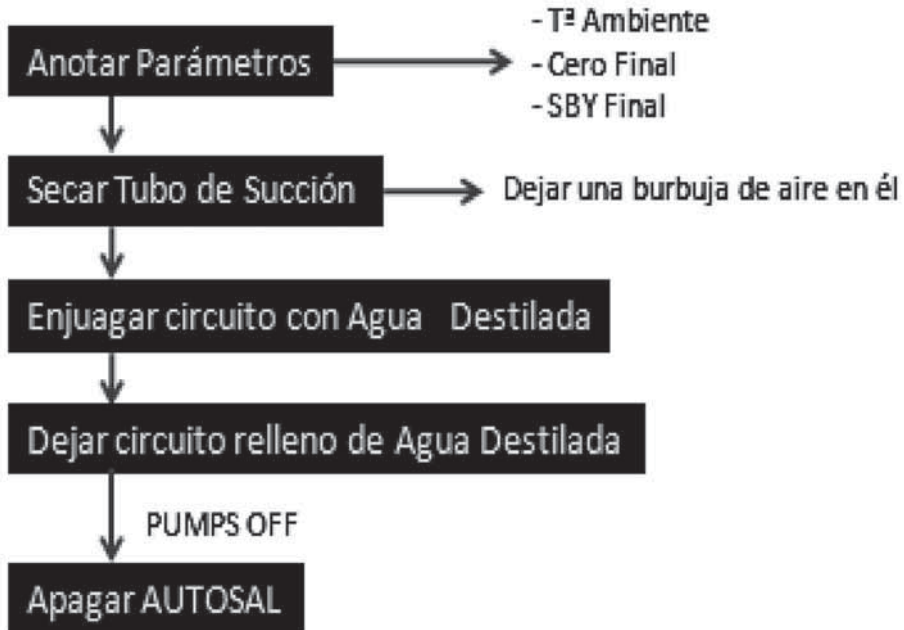 Anotar Parámetros
- Tª Ambiente
- Cero Final
- SBY Final
Secar Tubo de Succión
Dejar una burbuja de aire en él
Enjuagar circuito con Agua Destilada
Dejar circuito relleno de Agua Destilada
PUMPS OFF
Apagar AUTOSAL